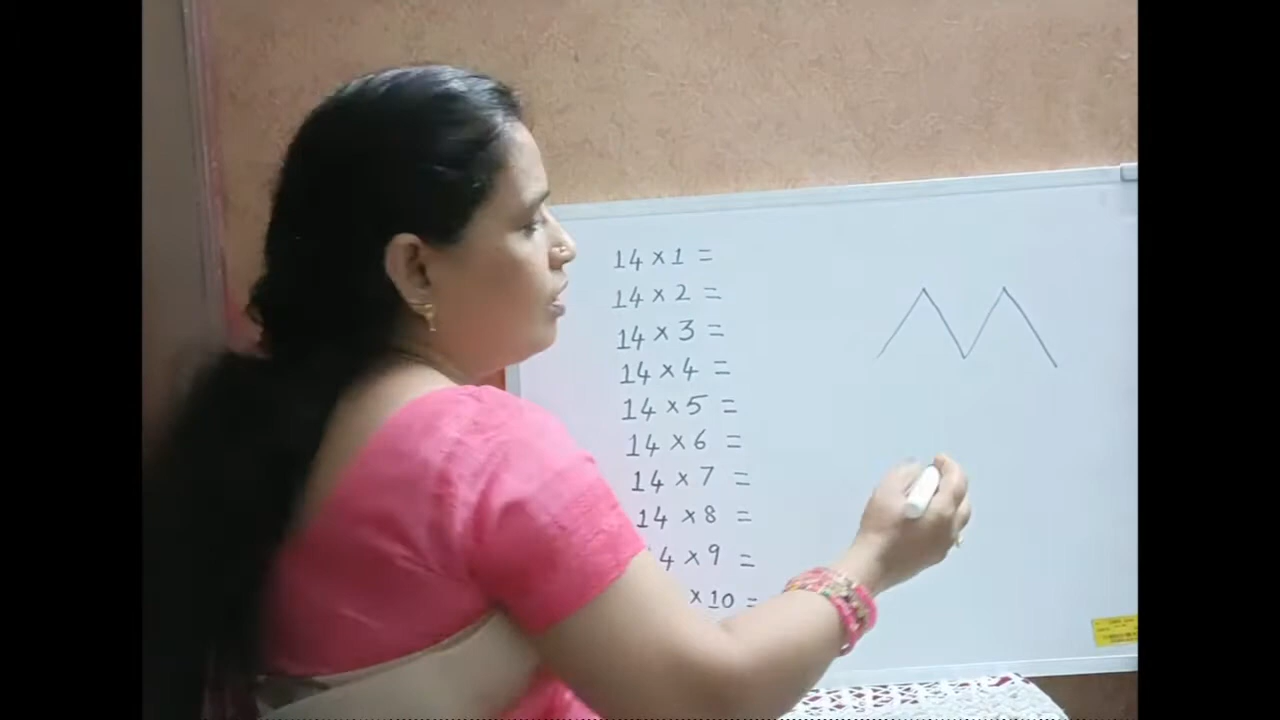 14 × 1 =
14 × 2 =
14 × 3 =
14 × 4 =
14 × 5 =
14 × 6 =
14 × 7 =
14 × 8 =
4 × 9 =
× 10 =